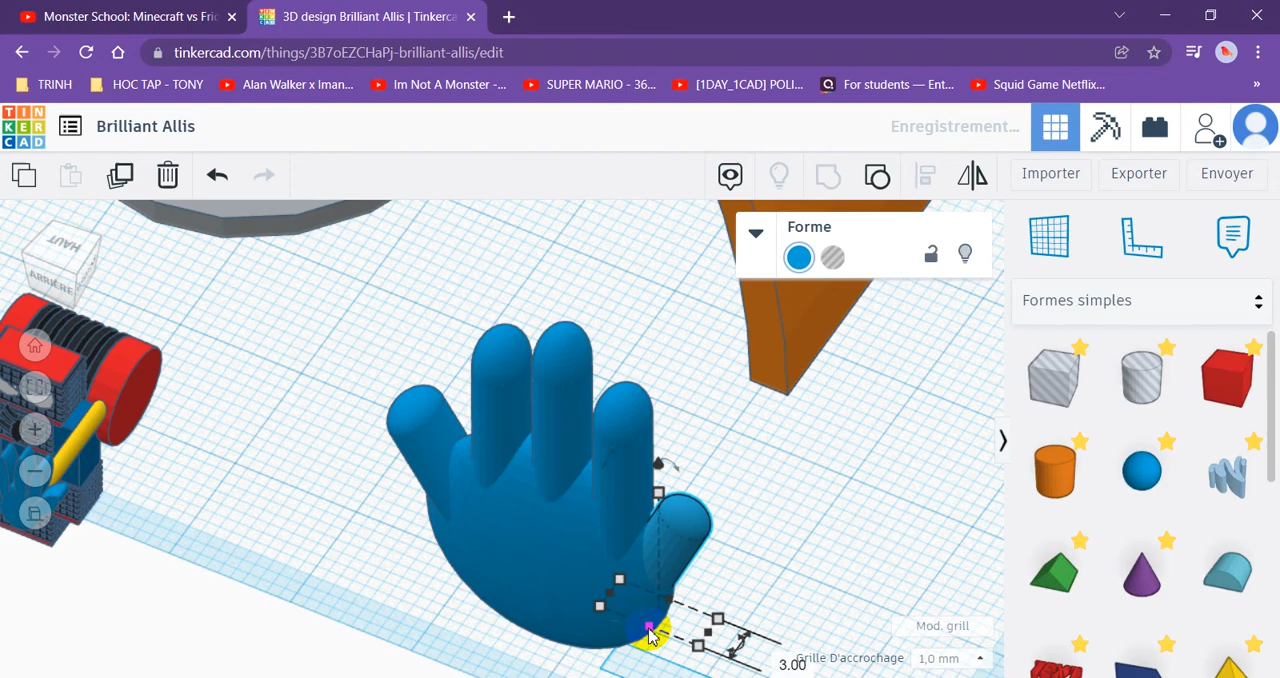 Monster School: Minecraft vs Fri
3D design Brilliant Allis | Tinkerca
tinkercad.com/things/3B7oEZCHaPj-brilliant-allis/edit
TRINH
HOC TAP - TONY
Alan Walker x Iman...
Im Not A Monster -...
SUPER MARIO - 36...
[1DAY_1CAD] POLI...
For students — Ent...
Squid Game Netflix...
»
TIN
KER
CAD
Brilliant Allis
Enregistrement...
Importer
Exporter
Envoyer
HAUT
ARRIÈRE
Forme
Formes simples
Mod. grill
Grille D'accrochage
1,0 mm
3.00